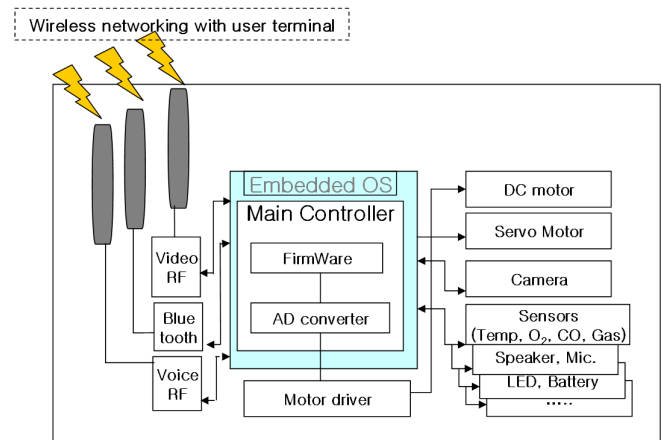 Wireless networking with user terminal
Embedded OS
Main Controller
FirmWare
AD converter
Motor driver
Video
RF
Blue
tooth
Voice
RF
DC motor
Servo Motor
Camera
Sensors
(Temp, O₂, CO, Gas)
Speaker, Mic.
LED, Battery
.....